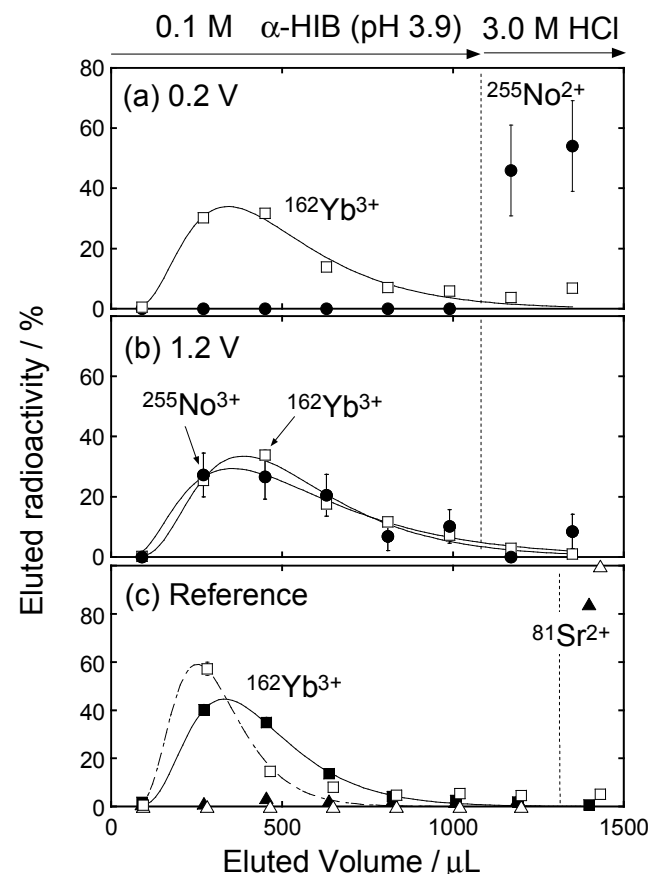 0.1 M α-HIB (pH 3.9) 3.0 M HCl
80
(a) 0.2 V
²⁵⁵No²⁺
60
¹⁶²Yb³⁺
40
20
0
(b) 1.2 V
60
²⁵⁵No³⁺
¹⁶²Yb³⁺
40
20
0
(c) Reference
80
⁸¹Sr²⁺
60
¹⁶²Yb³⁺
40
20
0
0 500 1000 1500
Eluted Volume / μL
Eluted radioactivity / %